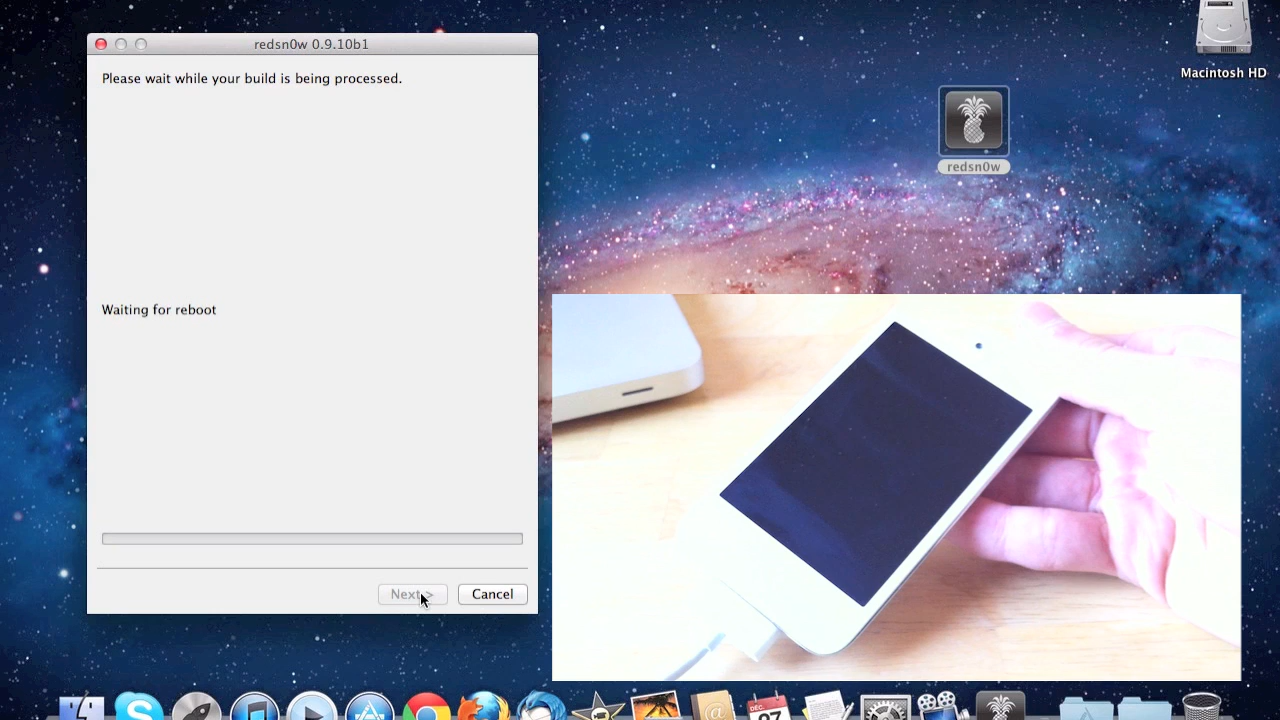 redsn0w 0.9.10b1
Please wait while your build is being processed.
Waiting for reboot
Next >
Cancel
Macintosh HD
redsn0w
DÉC.